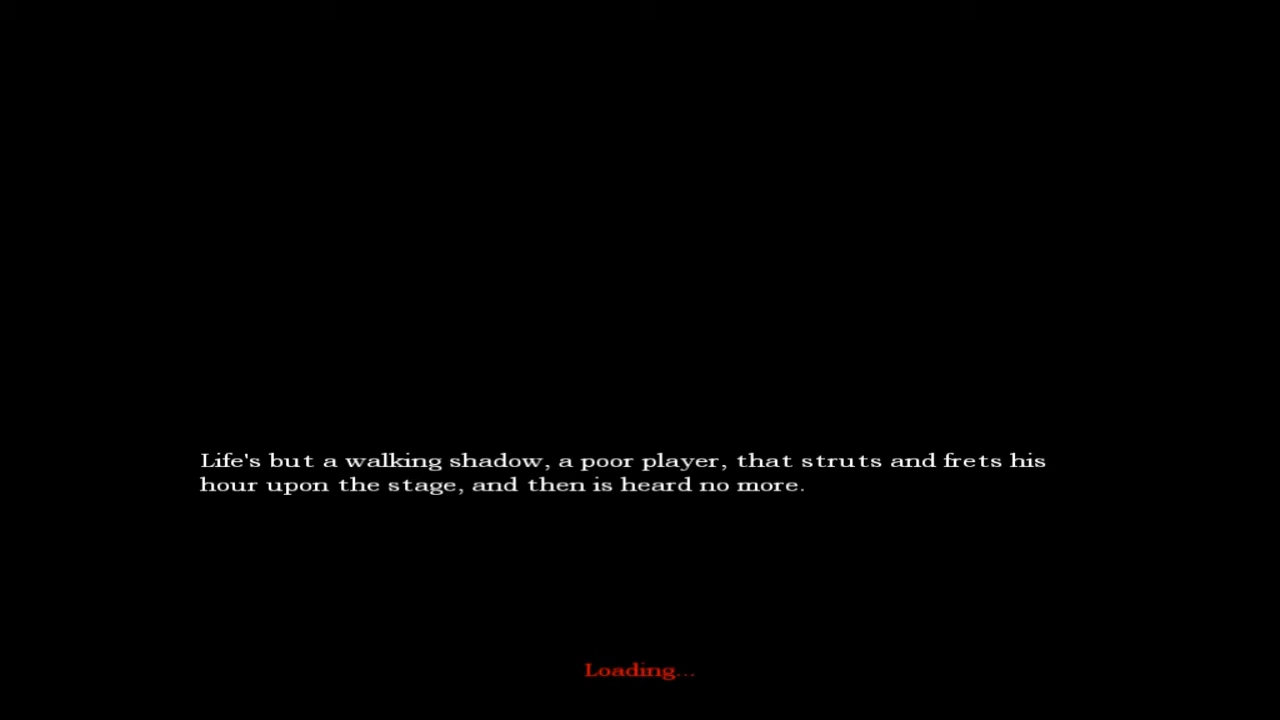 Life's but a walking shadow, a poor player, that struts and frets his
hour upon the stage, and then is heard no more.
Loading...